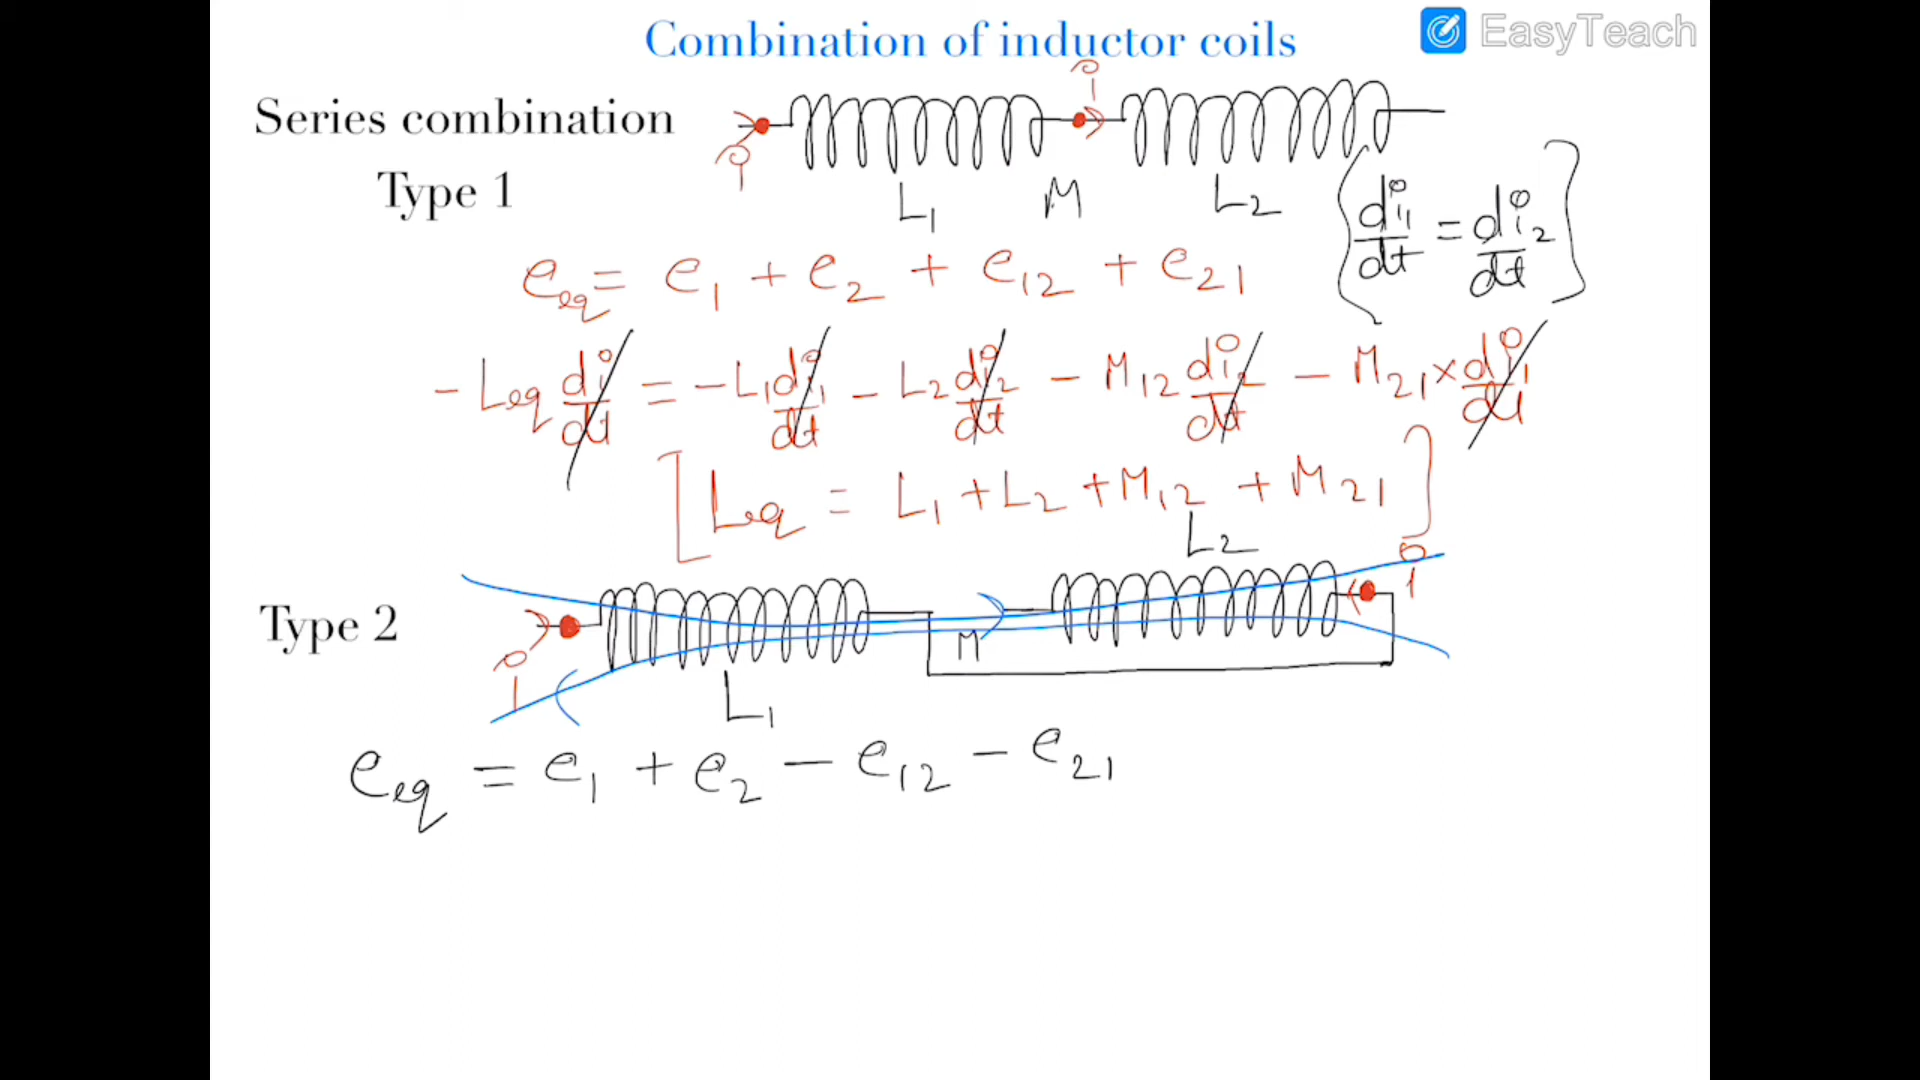 Combination of inductor coils
EasyTeach
Series combination
i
i
Type 1
L₁ M L₂
{di₁/dt = di₂/dt}
e_eq = e₁ + e₂ + e₁₂ + e₂₁
- Leq di/dt = - L₁ di₁/dt - L₂ di₂/dt - M₁₂ di₂/dt - M₂₁ × di₁/dt
[Leq = L₁ + L₂ + M₁₂ + M₂₁]
L₂
Type 2
i
M
i
L₁
e_eq = e₁ + e₂ - e₁₂ - e₂₁